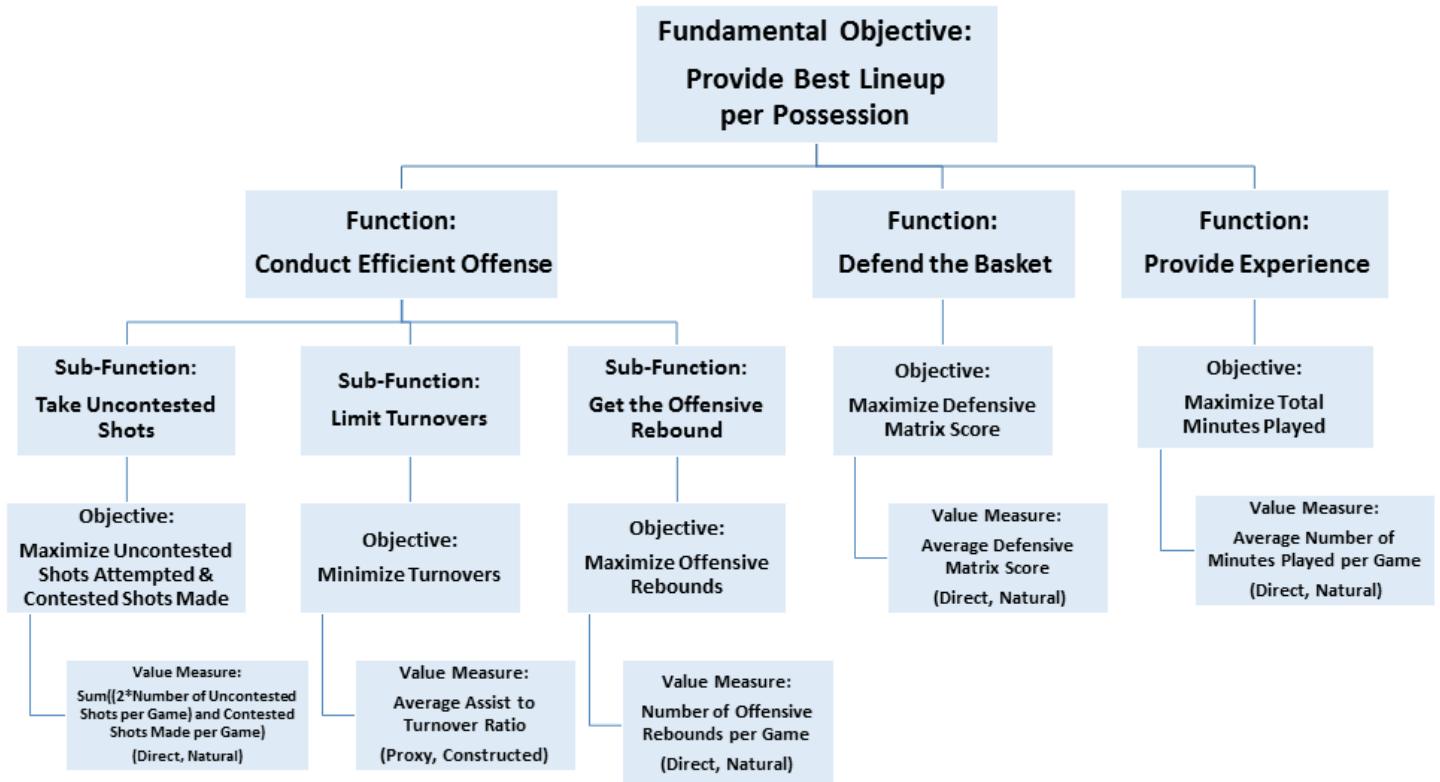 Fundamental Objective:
Provide Best Lineup
per Possession
Function:
Conduct Efficient Offense
Function:
Defend the Basket
Function:
Provide Experience
Sub-Function:
Take Uncontested
Shots
Sub-Function:
Limit Turnovers
Sub-Function:
Get the Offensive
Rebound
Objective:
Maximize Defensive
Matrix Score
Objective:
Maximize Total
Minutes Played
Objective:
Maximize Uncontested
Shots Attempted &
Contested Shots Made
Objective:
Minimize Turnovers
Objective:
Maximize Offensive
Rebounds
Value Measure:
Average Defensive
Matrix Score
(Direct, Natural)
Value Measure:
Average Number of
Minutes Played per Game
(Direct, Natural)
Value Measure:
Sum((2*Number of Uncontested
Shots per Game) and Contested
Shots Made per Game)
(Direct, Natural)
Value Measure:
Average Assist to
Turnover Ratio
(Proxy, Constructed)
Value Measure:
Number of Offensive
Rebounds per Game
(Direct, Natural)